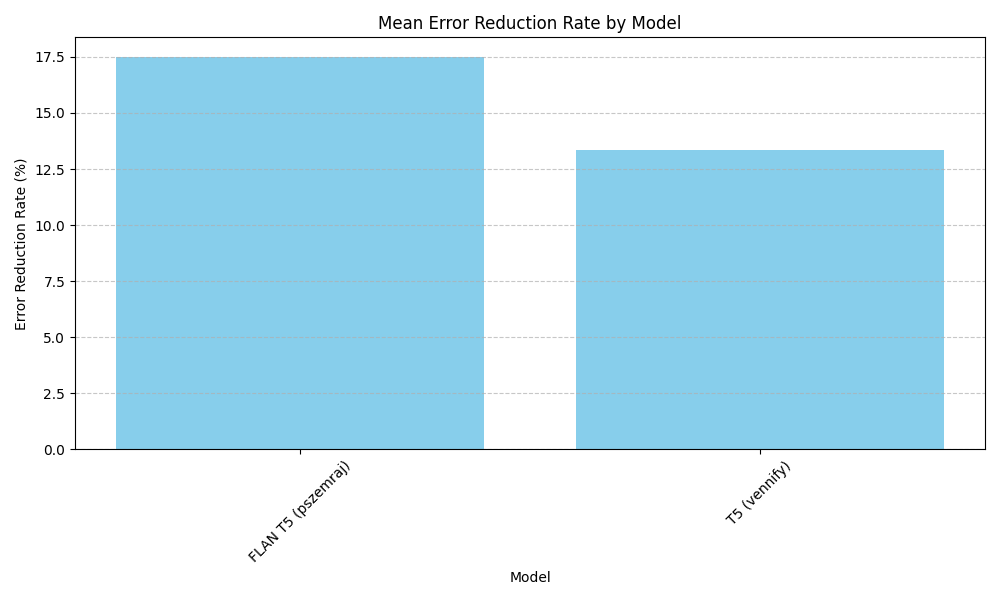 Mean Error Reduction Rate by Model
Error Reduction Rate (%)
17.5
15.0
12.5
10.0
7.5
5.0
2.5
0.0
FLAN T5 (pszemraj)
T5 (vennify)
Model